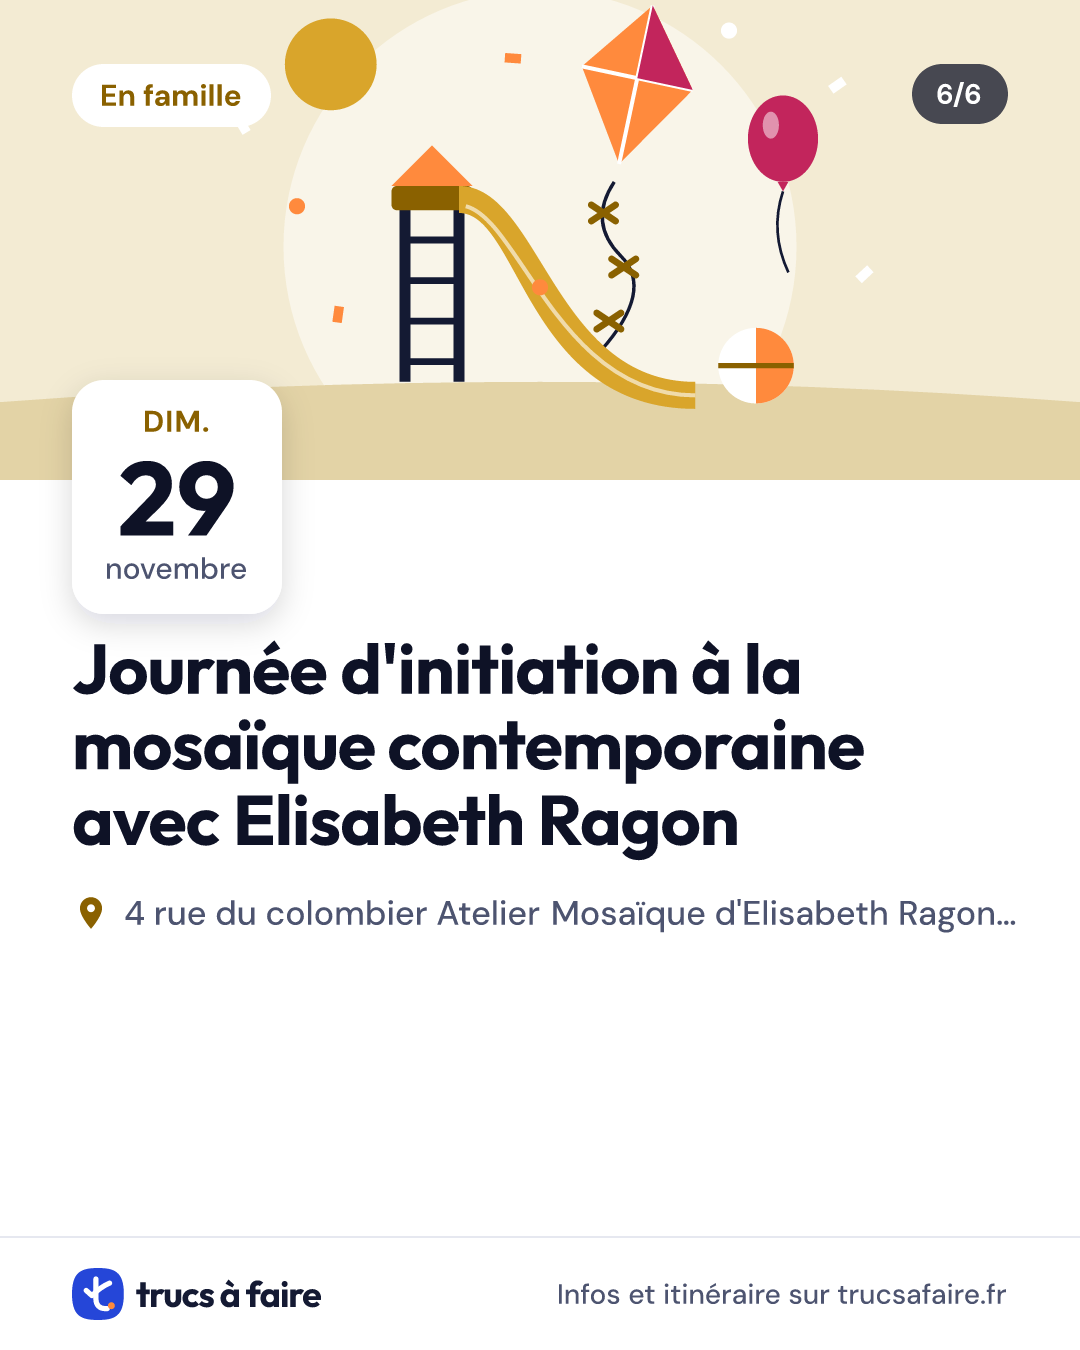 En famille
6/6
DIM.
29
novembre
Journée d'initiation à la
mosaïque contemporaine
avec Elisabeth Ragon
4 rue du colombier Atelier Mosaïque d'Elisabeth Ragon...
trucs à faire
Infos et itinéraire sur trucsafaire.fr